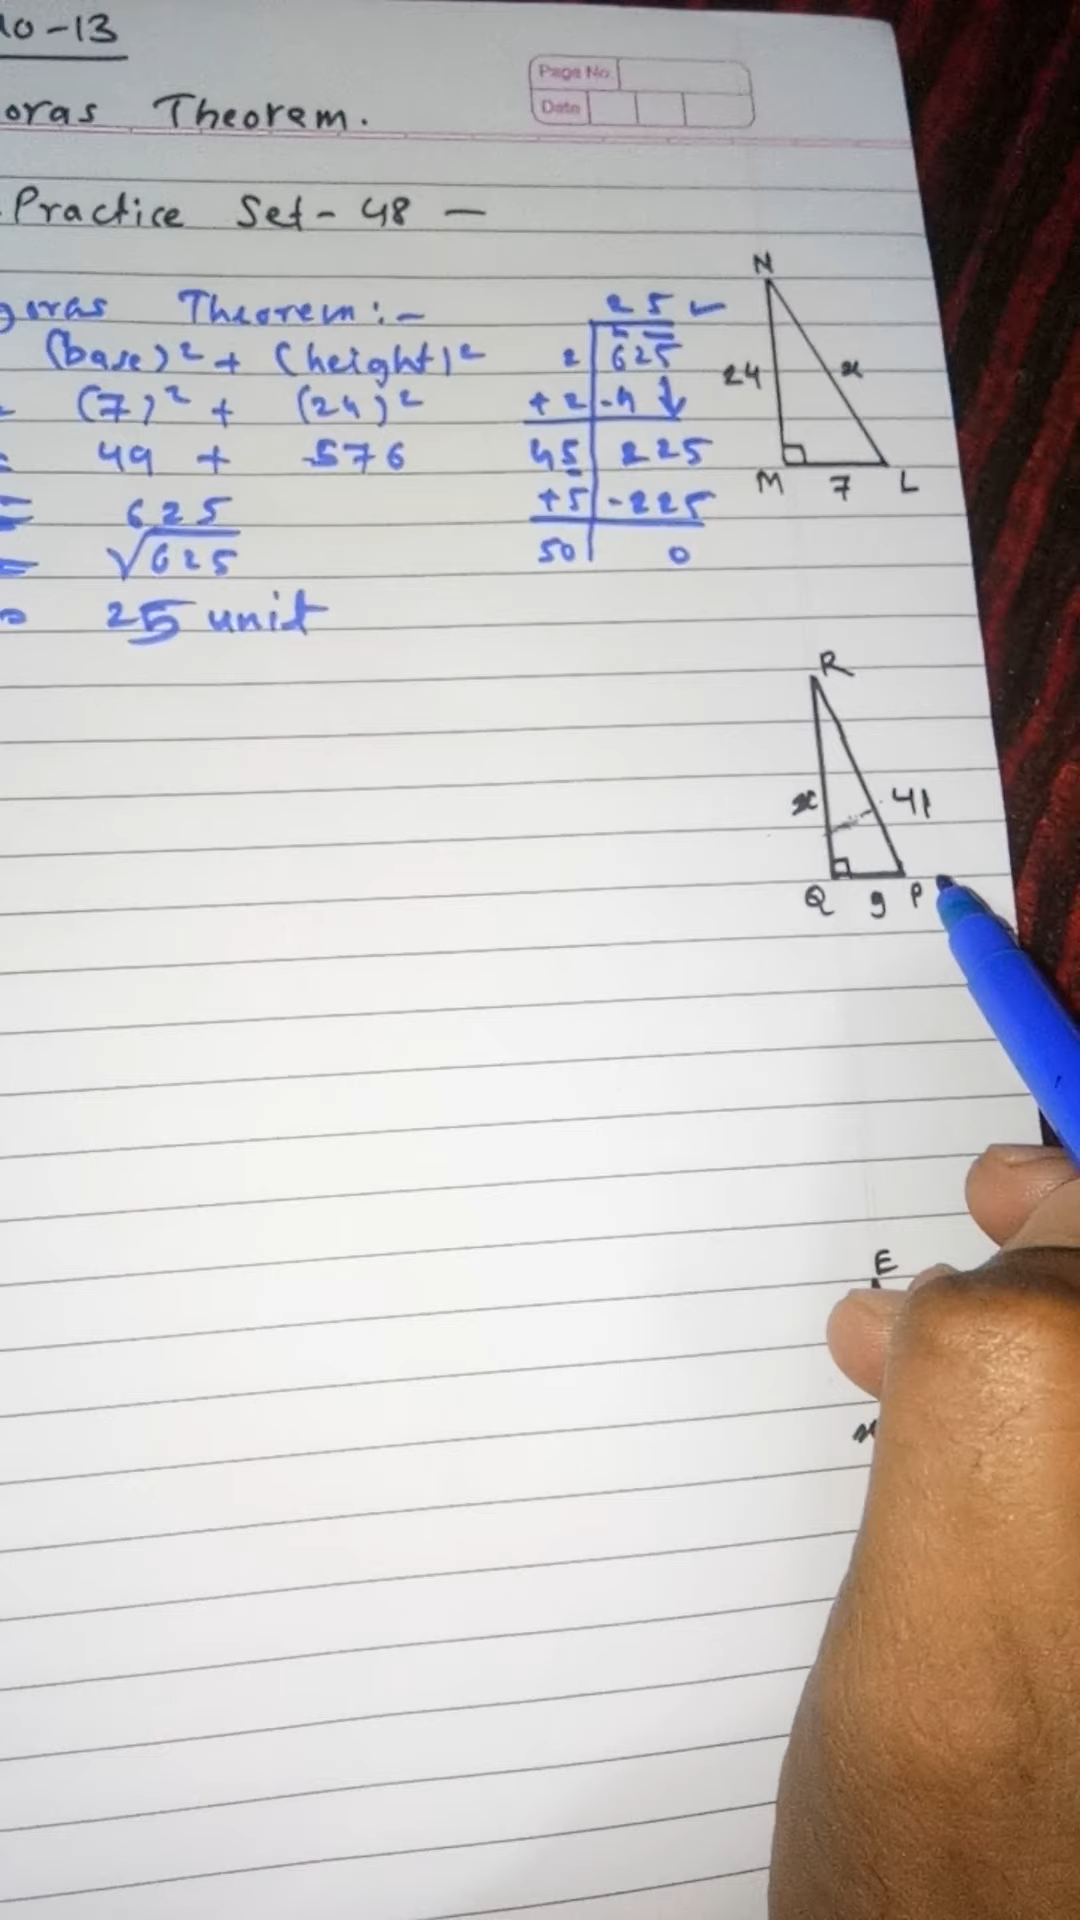 no -13
Page No.
Date
oras Theorem.
Practice Set - 48 -
goras Theorem :-
(base)² + (height)²
(7)² + (24)²
= 49 + 576
= 625
= √625
25 unit
25
2 625
+2 -4 ↓
45 225
+5 -225
50 0
N
24 x
M 7 L
R
x 41
Q 9 P
E
x